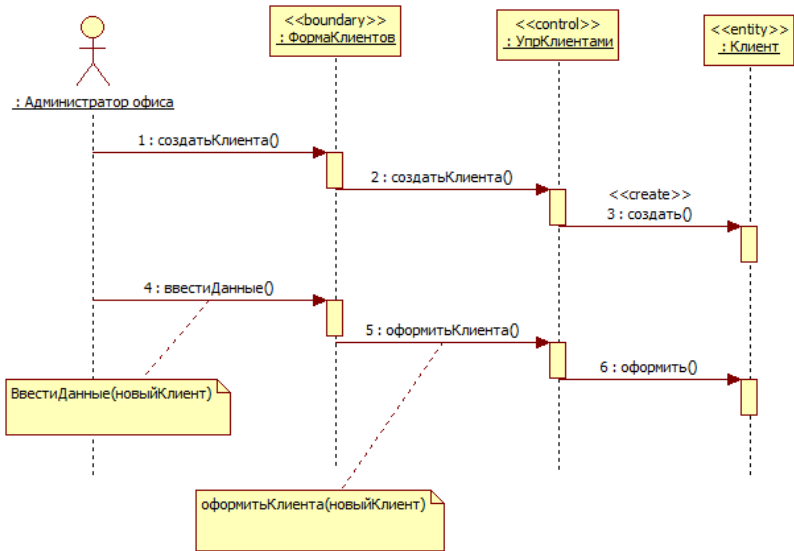 <<boundary>>
: ФормаКлиентов
<<control>>
: УпрКлиентами
<<entity>>
: Клиент
: Администратор офиса
1 : создатьКлиента()
2 : создатьКлиента()
<<create>>
3 : создать()
4 : ввестиДанные()
5 : оформитьКлиента()
6 : оформить()
ВвестиДанные(новыйКлиент)
оформитьКлиента(новыйКлиент)